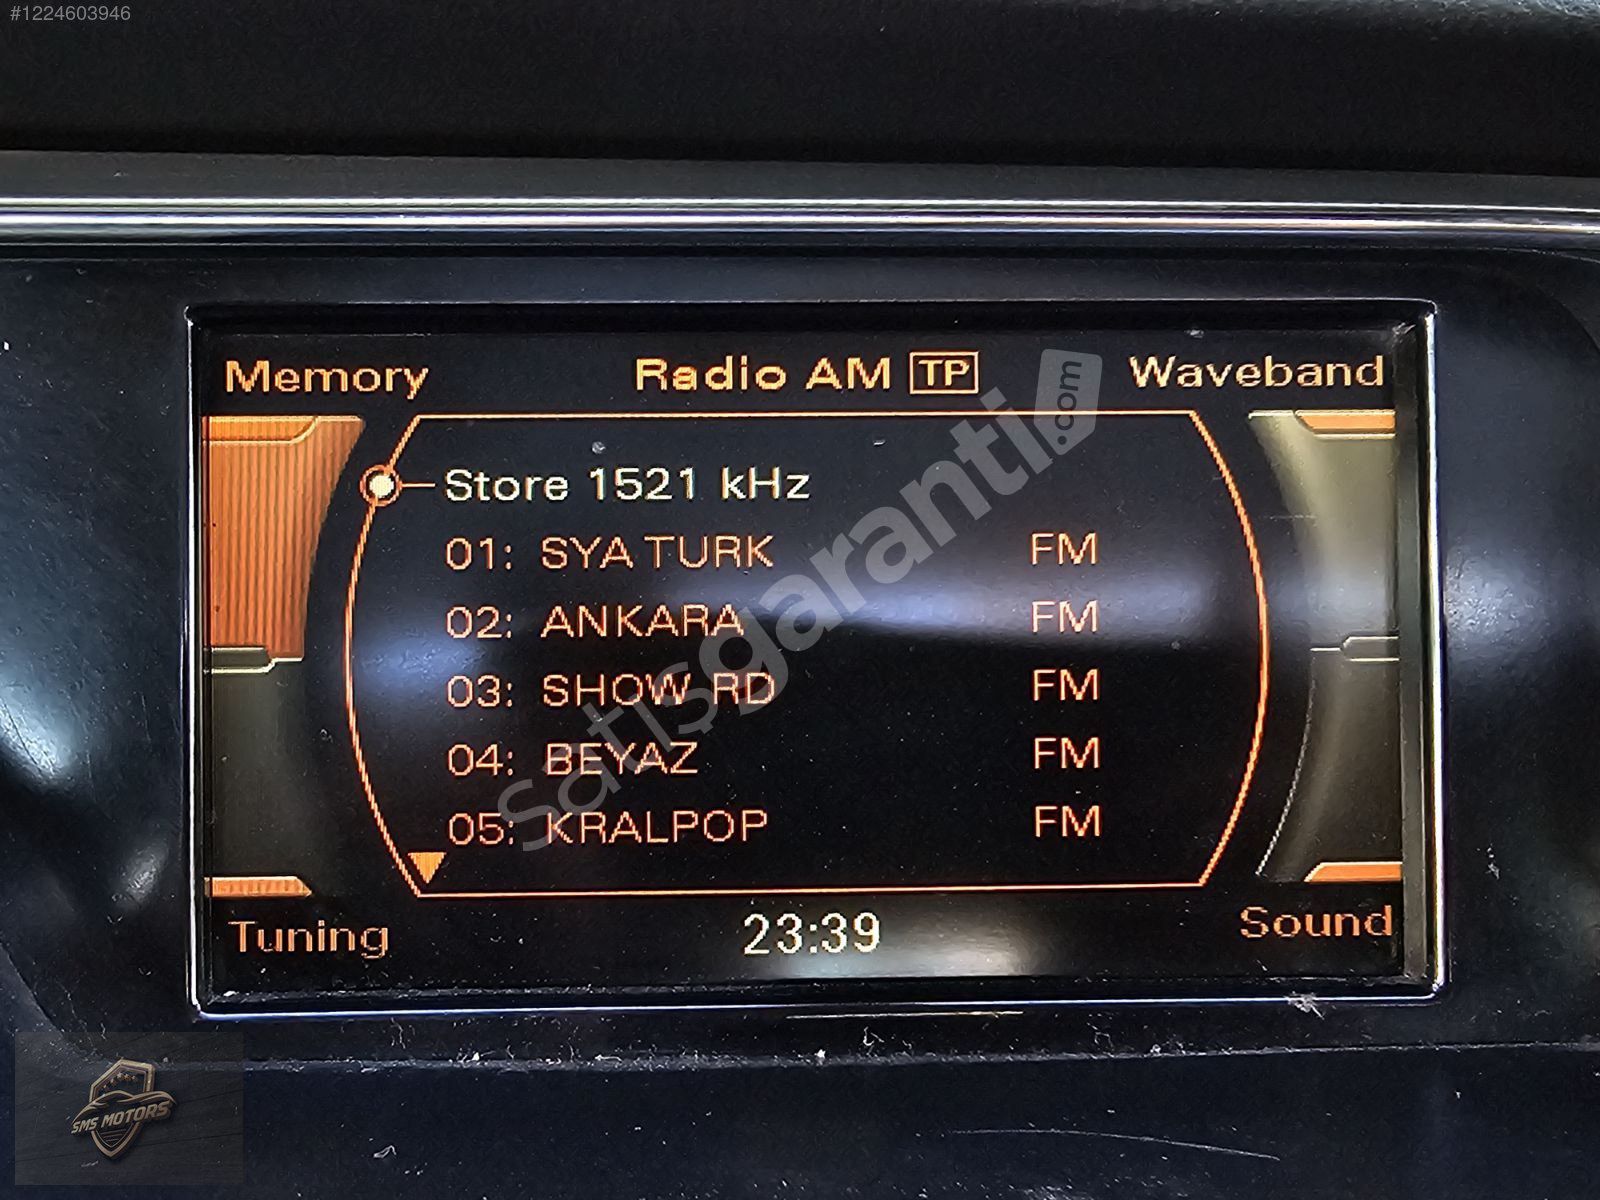 #1224603946
Memory Radio AM TP Waveband
Store 1521 kHz
01: SYA TURK FM
02: ANKARA FM
03: SHOW RD FM
04: BEYAZ FM
05: KRALPOP FM
Tuning 23:39 Sound
satışgaranti.com
SMS MOTORS